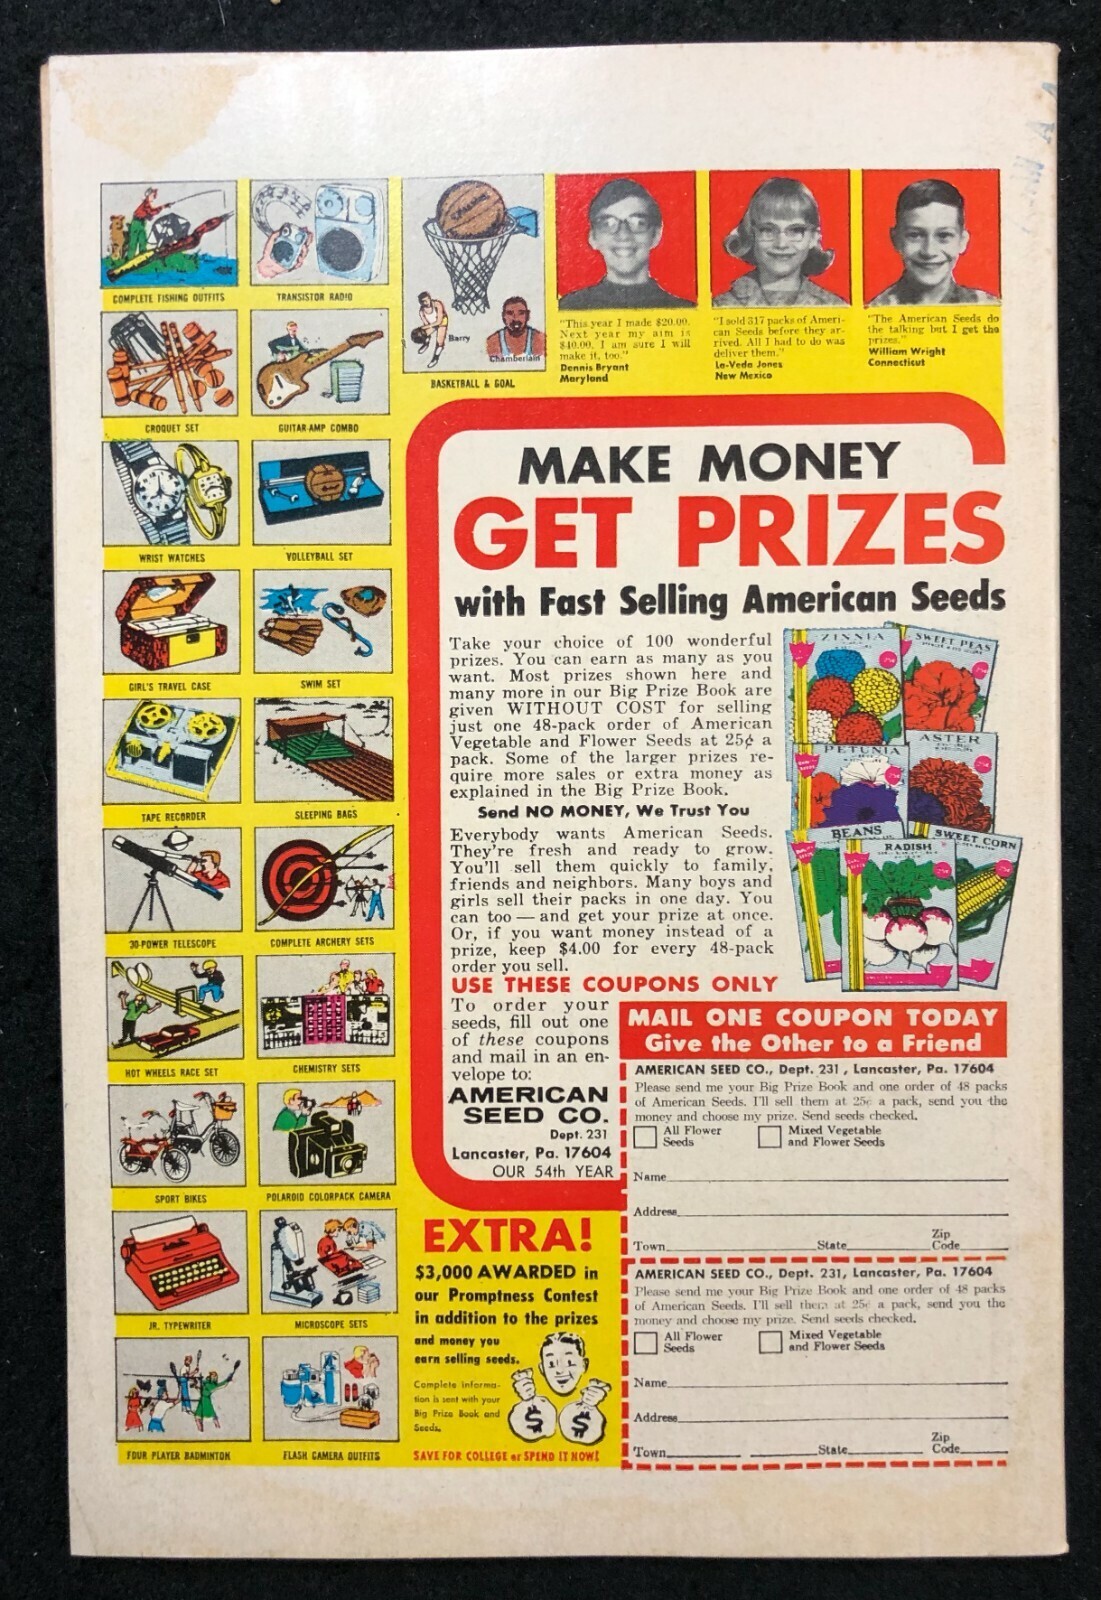 COMPLETE FISHING OUTFITS
TRANSISTOR RADIO
CROQUET SET
GUITAR-AMP COMBO
WRIST WATCHES
VOLLEYBALL SET
GIRL'S TRAVEL CASE
SWIM SET
TAPE RECORDER
SLEEPING BAGS
30-POWER TELESCOPE
COMPLETE ARCHERY SETS
HOT WHEELS RACE SET
CHEMISTRY SETS
SPORT BIKES
POLAROID COLORPACK CAMERA
JR. TYPEWRITER
MICROSCOPE SETS
FOUR PLAYER BADMINTON
FLASH CAMERA OUTFITS
Barry
Chamberlain
BASKETBALL & GOAL
"This year I made $20.00.
Next year my aim is
$40.00. I am sure I will
make it, too."
Dennis Bryant
Maryland
"I sold 317 packs of Ameri-
can Seeds before they ar-
rived. All I had to do was
deliver them."
La-Veda Jones
New Mexico
"The American Seeds do
the talking but I get the
prizes."
William Wright
Connecticut
MAKE MONEY
GET PRIZES
with Fast Selling American Seeds
Take your choice of 100 wonderful
prizes. You can earn as many as you
want. Most prizes shown here and
many more in our Big Prize Book are
given WITHOUT COST for selling
just one 48-pack order of American
Vegetable and Flower Seeds at 25¢ a
pack. Some of the larger prizes re-
quire more sales or extra money as
explained in the Big Prize Book.
Send NO MONEY, We Trust You
Everybody wants American Seeds.
They're fresh and ready to grow.
You'll sell them quickly to family,
friends and neighbors. Many boys and
girls sell their packs in one day. You
can too — and get your prize at once.
Or, if you want money instead of a
prize, keep $4.00 for every 48-pack
order you sell.
ZINNIA
SWEET PEAS
PETUNIA
ASTER
BEANS
RADISH
SWEET CORN
USE THESE COUPONS ONLY
To order your
seeds, fill out one
of these coupons
and mail in an en-
velope to:
AMERICAN
SEED CO.
Dept. 231
Lancaster, Pa. 17604
OUR 54th YEAR
EXTRA!
$3,000 AWARDED in
our Promptness Contest
in addition to the prizes
and money you
earn selling seeds.
Complete informa-
tion is sent with your
Big Prize Book and
Seeds.
$ $
SAVE FOR COLLEGE or SPEND IT NOW!
MAIL ONE COUPON TODAY
Give the Other to a Friend
AMERICAN SEED CO., Dept. 231, Lancaster, Pa. 17604
Please send me your Big Prize Book and one order of 48 packs
of American Seeds. I'll sell them at 25¢ a pack, send you the
money and choose my prize. Send seeds checked.
All Flower Seeds
Mixed Vegetable and Flower Seeds
Name
Address
Town State Zip Code
AMERICAN SEED CO., Dept. 231, Lancaster, Pa. 17604
Please send me your Big Prize Book and one order of 48 packs
of American Seeds. I'll sell them at 25¢ a pack, send you the
money and choose my prize. Send seeds checked.
All Flower Seeds
Mixed Vegetable and Flower Seeds
Name
Address
Town State Zip Code